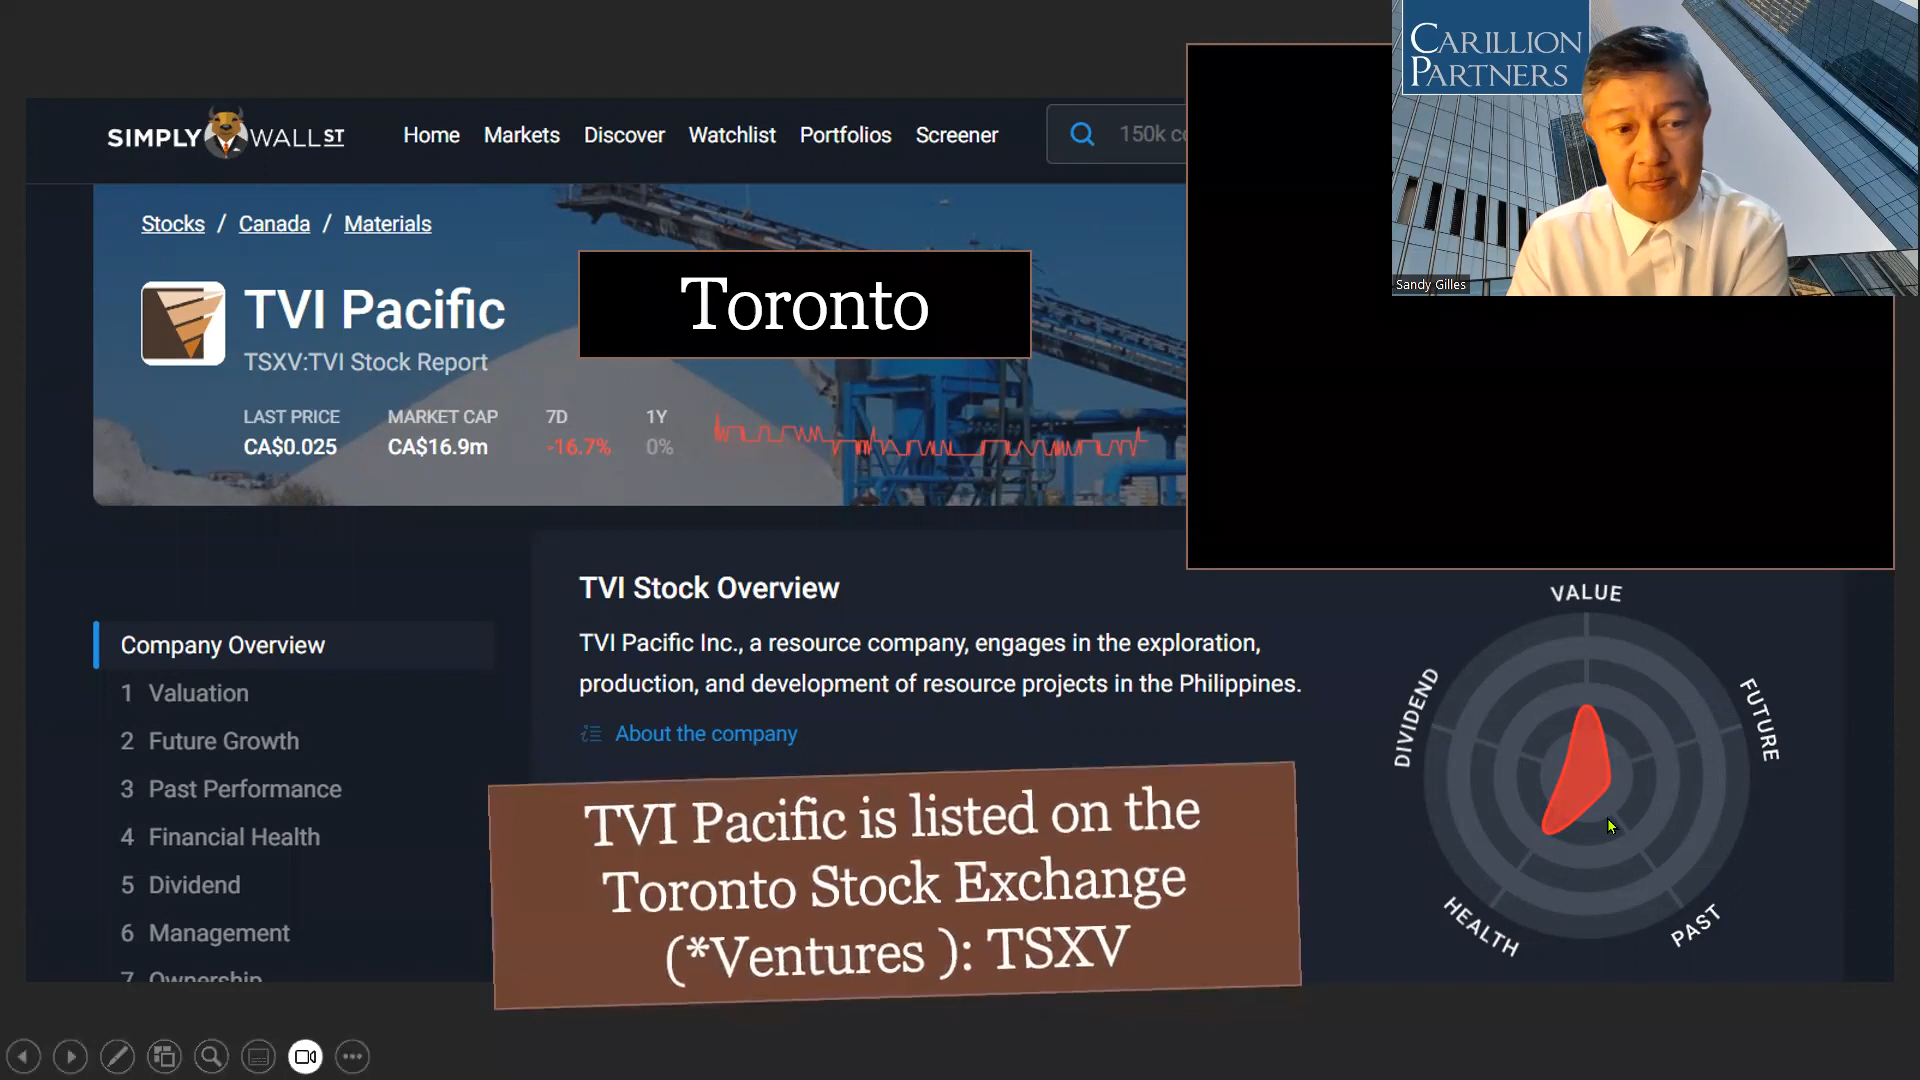 CARILLION
PARTNERS
Sandy Gilles
SIMPLY WALL ST
Home Markets Discover Watchlist Portfolios Screener
150k
Stocks / Canada / Materials
Toronto
TVI Pacific
TSXV:TVI Stock Report
LAST PRICE MARKET CAP 7D 1Y
CA$0.025 CA$16.9m -16.7% 0%
Company Overview
1 Valuation
2 Future Growth
3 Past Performance
4 Financial Health
5 Dividend
6 Management
7 Ownership
TVI Stock Overview
TVI Pacific Inc., a resource company, engages in the exploration,
production, and development of resource projects in the Philippines.
About the company
TVI Pacific is listed on the
Toronto Stock Exchange
(*Ventures ): TSXV
VALUE
FUTURE
PAST
HEALTH
DIVIDEND